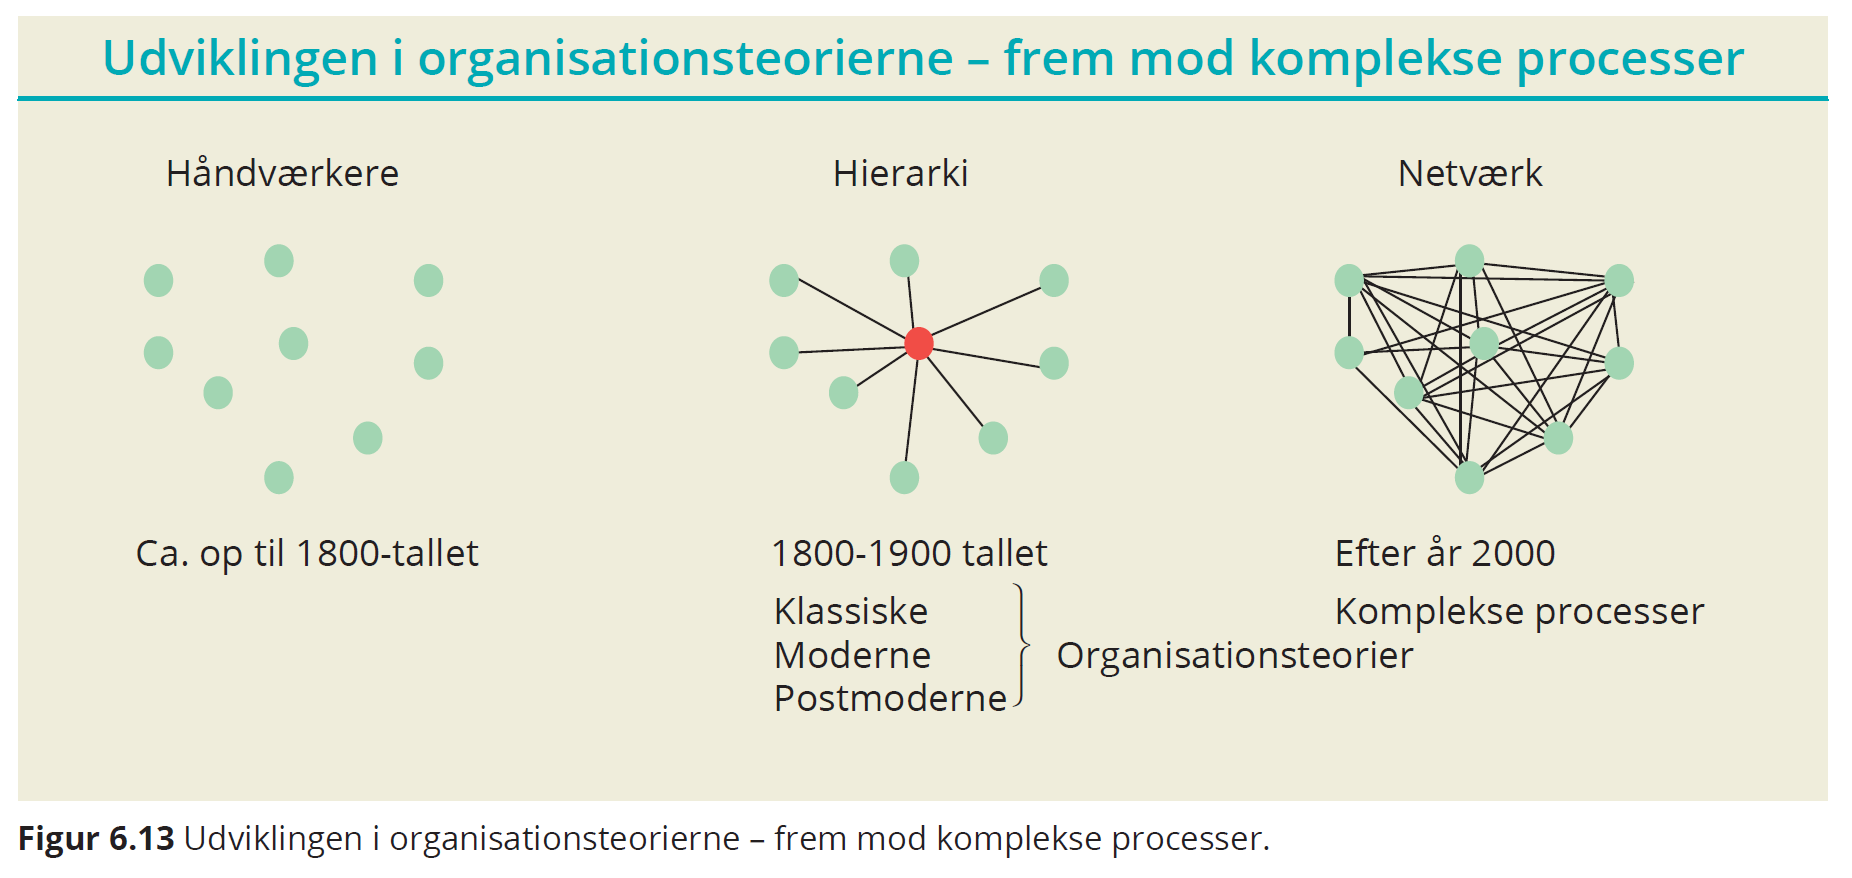 Udviklingen i organisationsteorierne – frem mod komplekse processer
Håndværkere
Hierarki
Netværk
Ca. op til 1800-tallet
1800-1900 tallet
Efter år 2000
Klassiske
Komplekse processer
Moderne
Organisationsteorier
Postmoderne
Figur 6.13 Udviklingen i organisationsteorierne – frem mod komplekse processer.